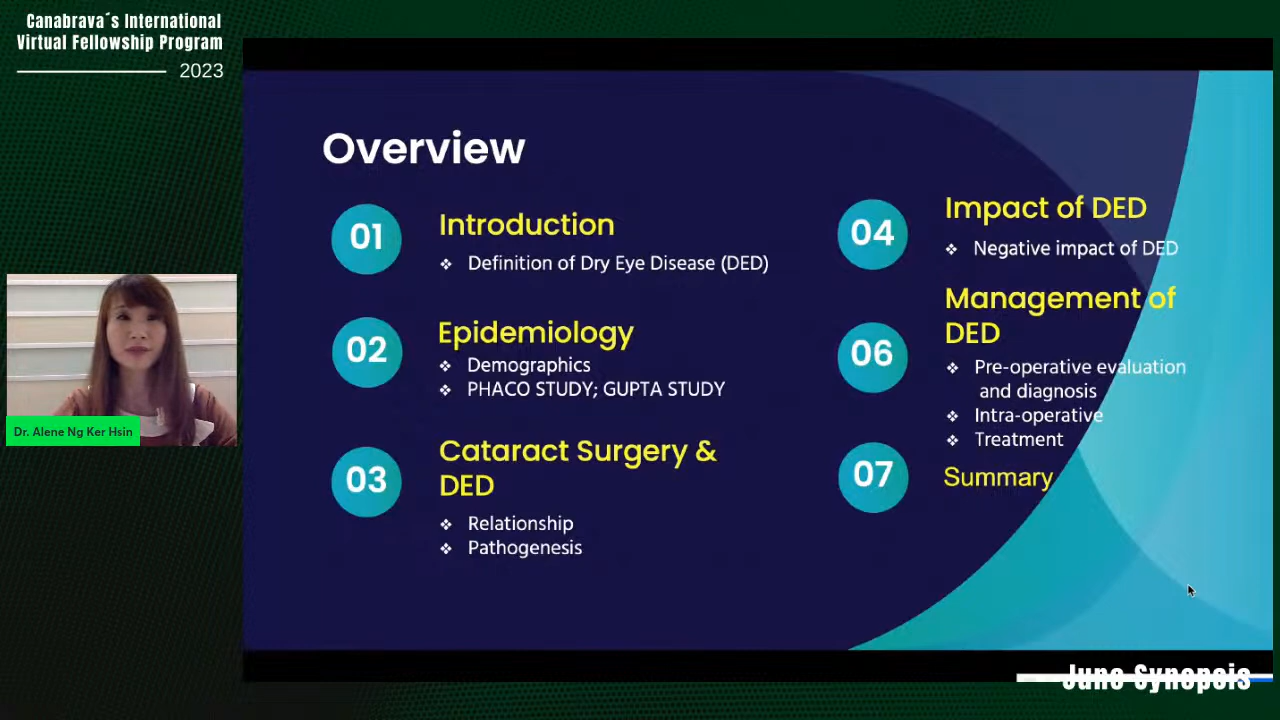 Canabrava´s International
Virtual Fellowship Program
2023
Overview
01
Introduction
❖ Definition of Dry Eye Disease (DED)
02
Epidemiology
❖ Demographics
❖ PHACO STUDY; GUPTA STUDY
03
Cataract Surgery &
DED
❖ Relationship
❖ Pathogenesis
04
Impact of DED
❖ Negative impact of DED
06
Management of
DED
❖ Pre-operative evaluation
and diagnosis
❖ Intra-operative
❖ Treatment
07
Summary
Dr. Alene Ng Ker Hsin
June Synopsis